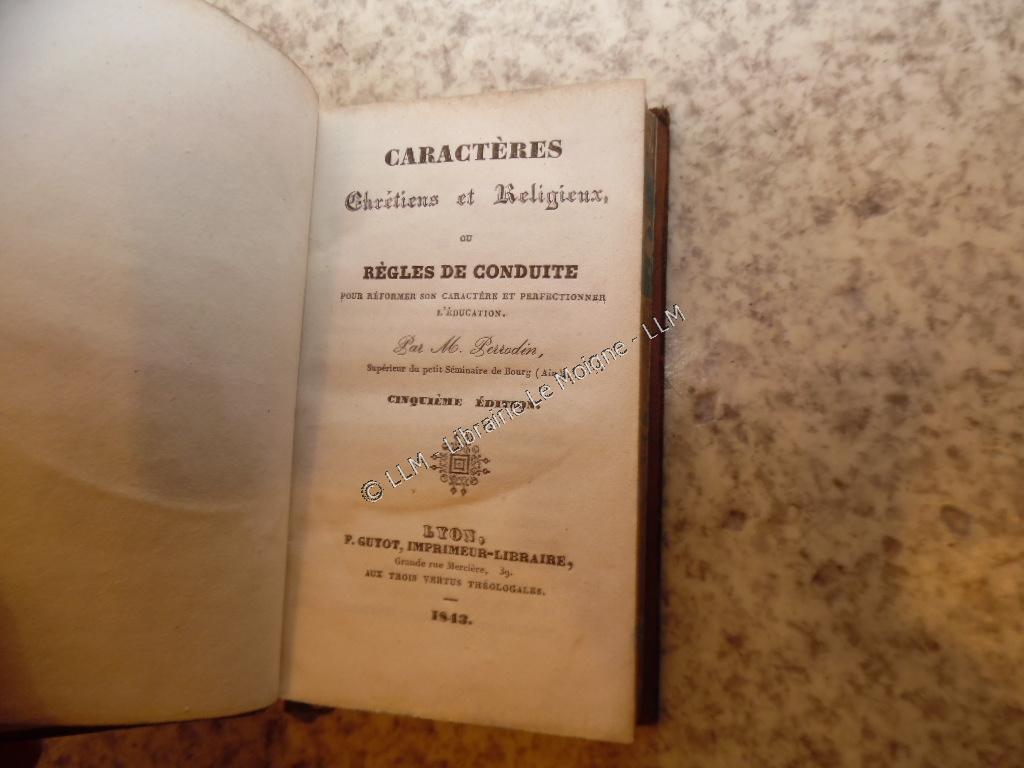 CARACTÈRES
Chrétiens et Religieux,
OU
RÈGLES DE CONDUITE
POUR RÉFORMER SON CARACTÈRE ET PERFECTIONNER
L'ÉDUCATION.
Par M. Perrodin,
Supérieur du petit Séminaire de Bourg (Ain).
CINQUIÈME ÉDITION.
© LLM - Librairie Le Moigne - LLM
LYON,
F. GUYOT, IMPRIMEUR-LIBRAIRE,
Grande rue Mercière, 39.
AUX TROIS VERTUS THÉOLOGALES.
1843.